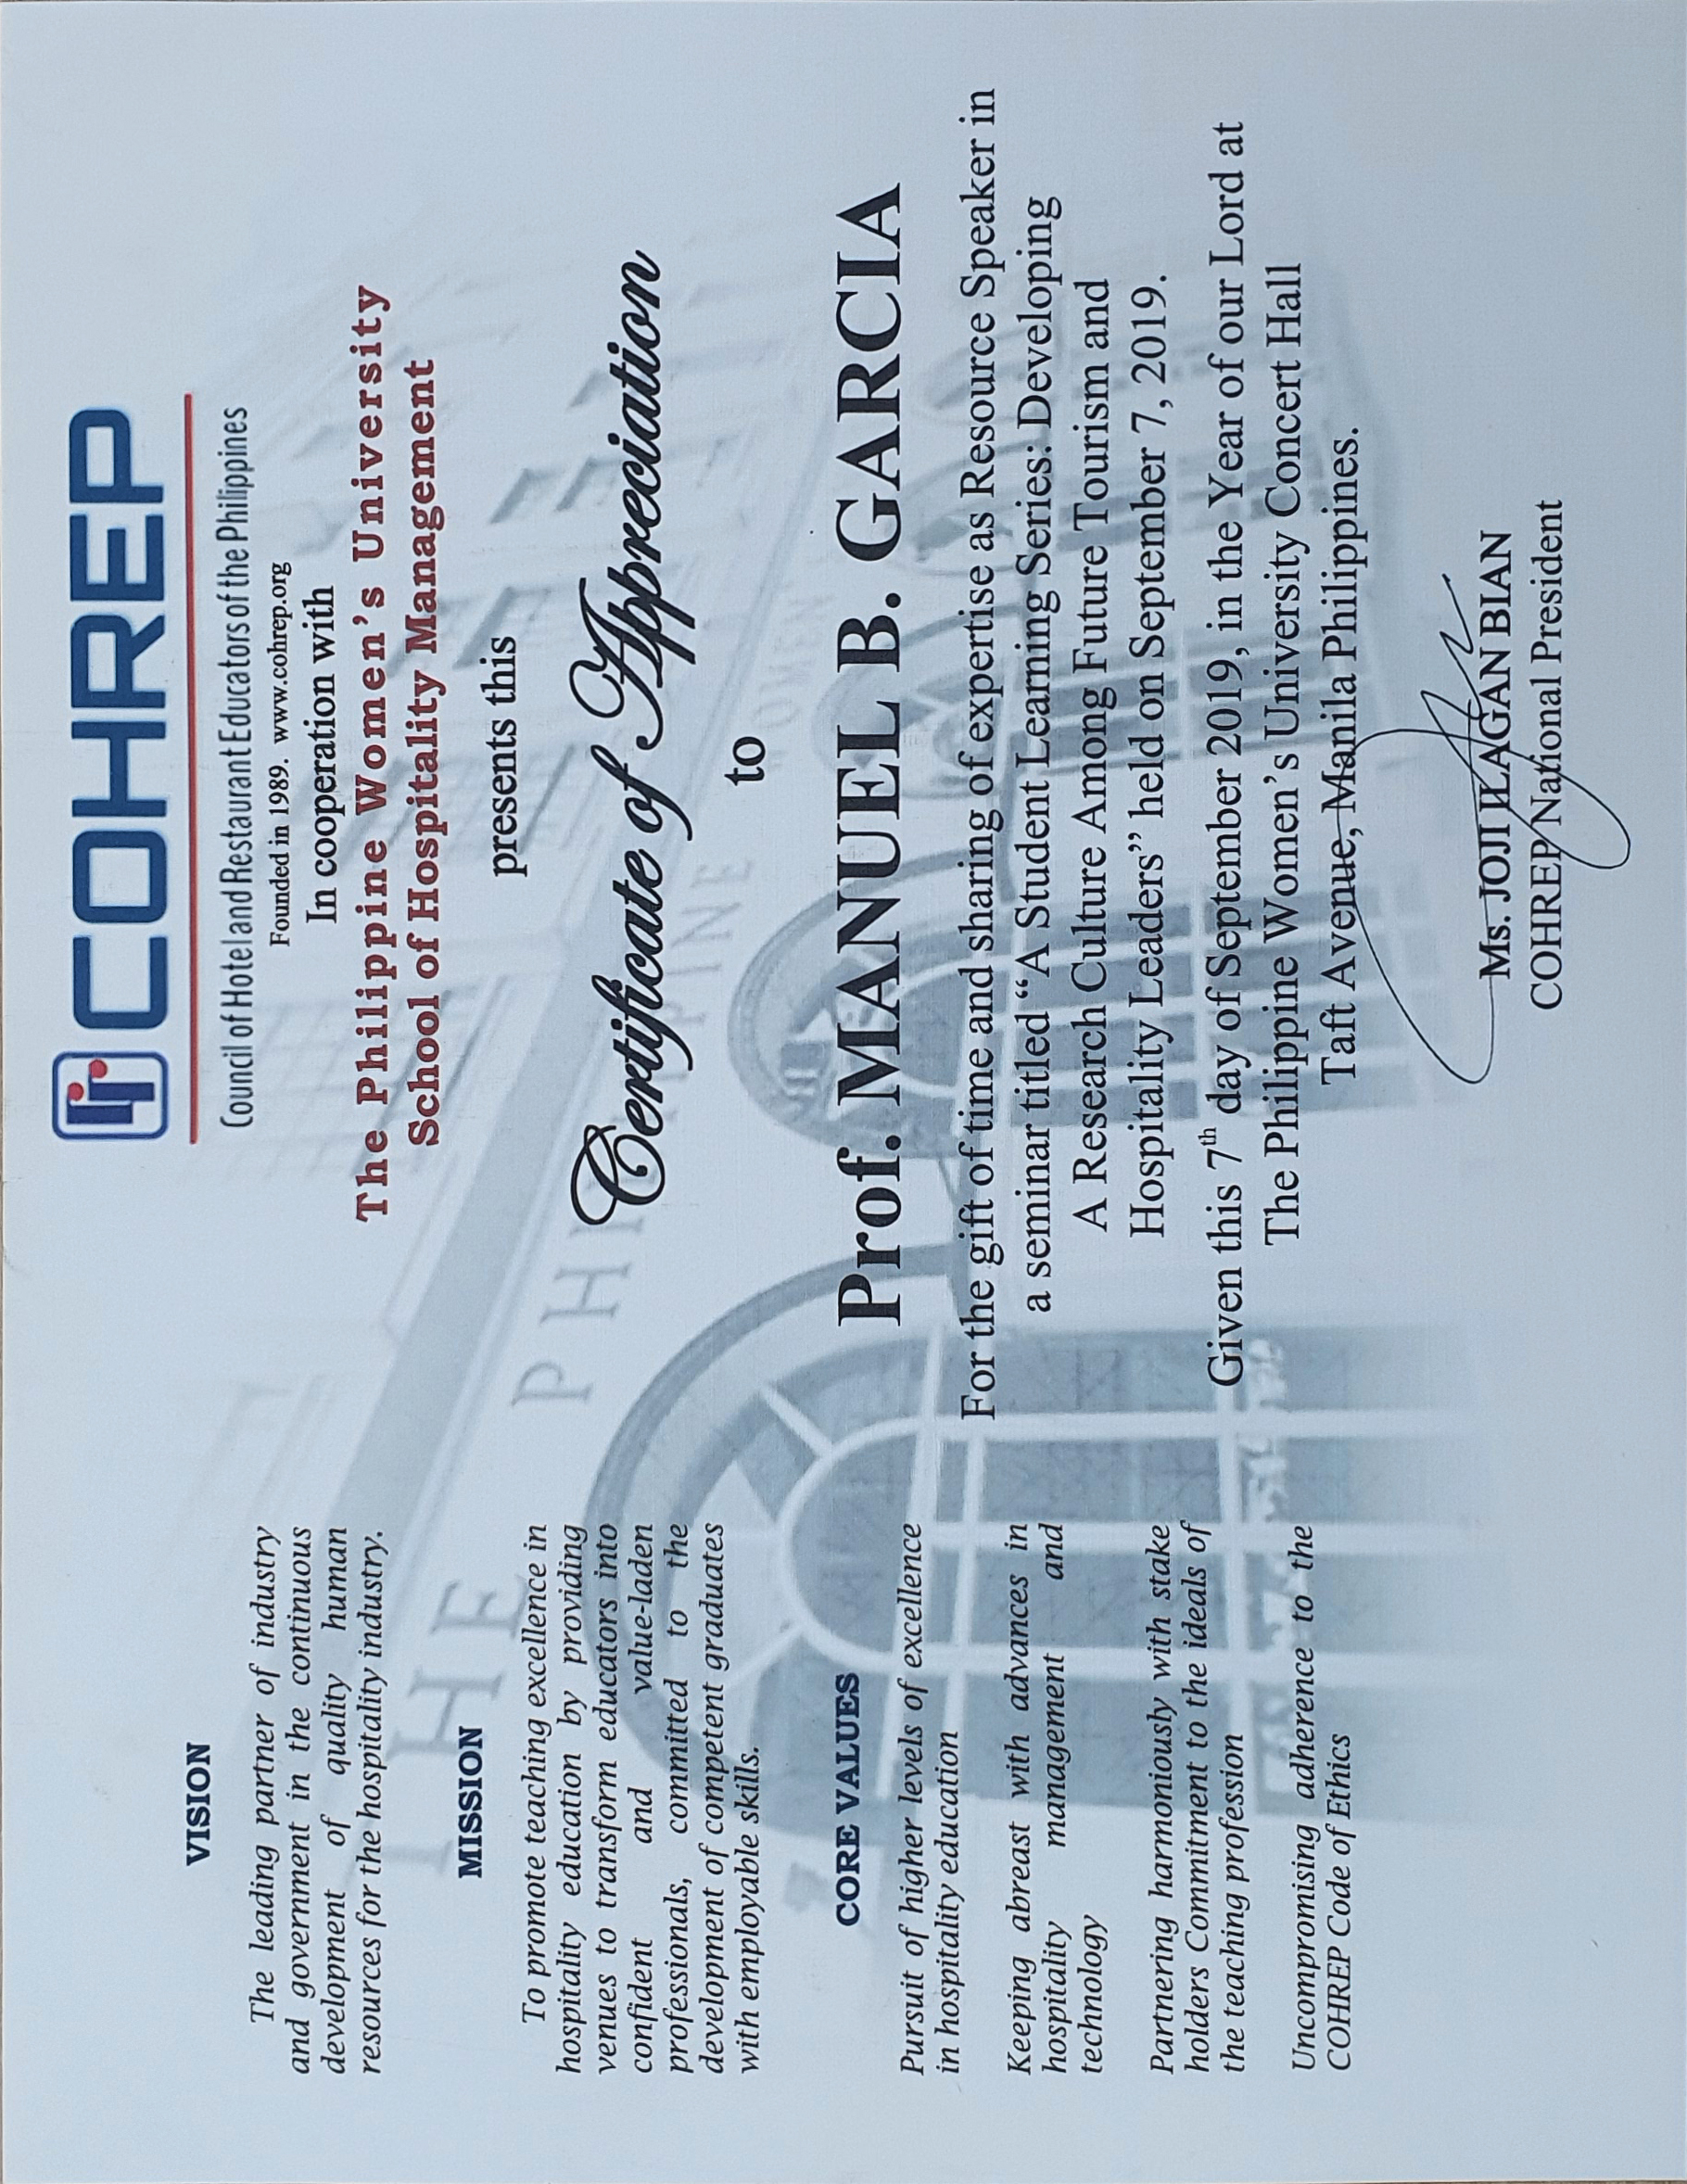 COHREP
Council of Hotel and Restaurant Educators of the Philippines
Founded in 1989. www.cohrep.org
In cooperation with
The Philippine Women's University
School of Hospitality Management
presents this
Certificate of Appreciation
to
Prof. MANUEL B. GARCIA
For the gift of time and sharing of expertise as Resource Speaker in
a seminar titled “A Student Learning Series: Developing
A Research Culture Among Future Tourism and
Hospitality Leaders” held on September 7, 2019.
Given this 7th day of September 2019, in the Year of our Lord at
The Philippine Women's University Concert Hall
Taft Avenue, Manila Philippines.
Ms. JOJI ILAGAN BIAN
COHREP National President
VISION
The leading partner of industry
and government in the continuous
development of quality human
resources for the hospitality industry.
MISSION
To promote teaching excellence in
hospitality education by providing
venues to transform educators into
confident and value-laden
professionals, committed to the
development of competent graduates
with employable skills.
CORE VALUES
Pursuit of higher levels of excellence
in hospitality education
Keeping abreast with advances in
hospitality management and
technology
Partnering harmoniously with stake
holders Commitment to the ideals of
the teaching profession
Uncompromising adherence to the
COHREP Code of Ethics
THE PHILIPPINE WOMEN